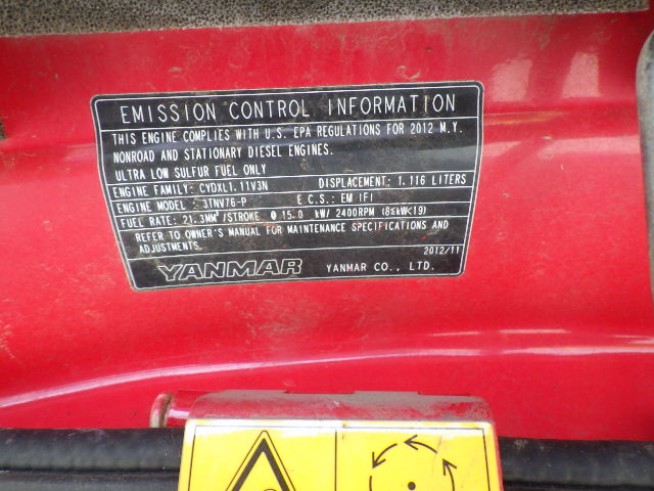 EMISSION CONTROL INFORMATION
THIS ENGINE COMPLIES WITH U.S. EPA REGULATIONS FOR 2012 M.Y.
NONROAD AND STATIONARY DIESEL ENGINES.
ULTRA LOW SULFUR FUEL ONLY
ENGINE FAMILY: CYDXL1.11V3N DISPLACEMENT: 1.116 LITERS
ENGINE MODEL: 3TNV76-P E.C.S.: EM IFI
FUEL RATE: 21.3MM³/STROKE @ 15.0 kW/ 2400RPM (8≤kW<19)
REFER TO OWNER'S MANUAL FOR MAINTENANCE SPECIFICATIONS AND
ADJUSTMENTS. 2012/11
YANMAR YANMAR CO., LTD.